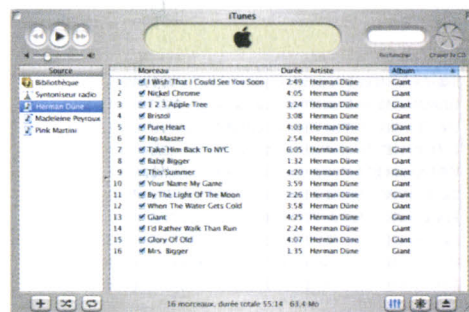 iTunes
Rechercher Graver le CD
Source Morceau Durée Artiste Album
Bibliothèque
Syntoniseur radio
Herman Düne
Madeleine Peyroux
Pink Martini
1 I Wish That I Could See You Soon 2:49 Herman Düne Giant
2 Nickel Chrome 4:05 Herman Düne Giant
3 1 2 3 Apple Tree 3:24 Herman Düne Giant
4 Bristol 3:08 Herman Düne Giant
5 Pure Heart 4:03 Herman Düne Giant
6 No Master 2:54 Herman Düne Giant
7 Take Him Back To NYC 6:05 Herman Düne Giant
8 Baby Bigger 1:32 Herman Düne Giant
9 This Summer 4:20 Herman Düne Giant
10 Your Name My Game 3:59 Herman Düne Giant
11 By The Light Of The Moon 2:26 Herman Düne Giant
12 When The Water Gets Cold 3:58 Herman Düne Giant
13 Giant 4:25 Herman Düne Giant
14 I'd Rather Walk Than Run 2:24 Herman Düne Giant
15 Glory Of Old 4:07 Herman Düne Giant
16 Mrs. Bigger 1:35 Herman Düne Giant
16 morceaux, durée totale 55:14 63,4 Mo